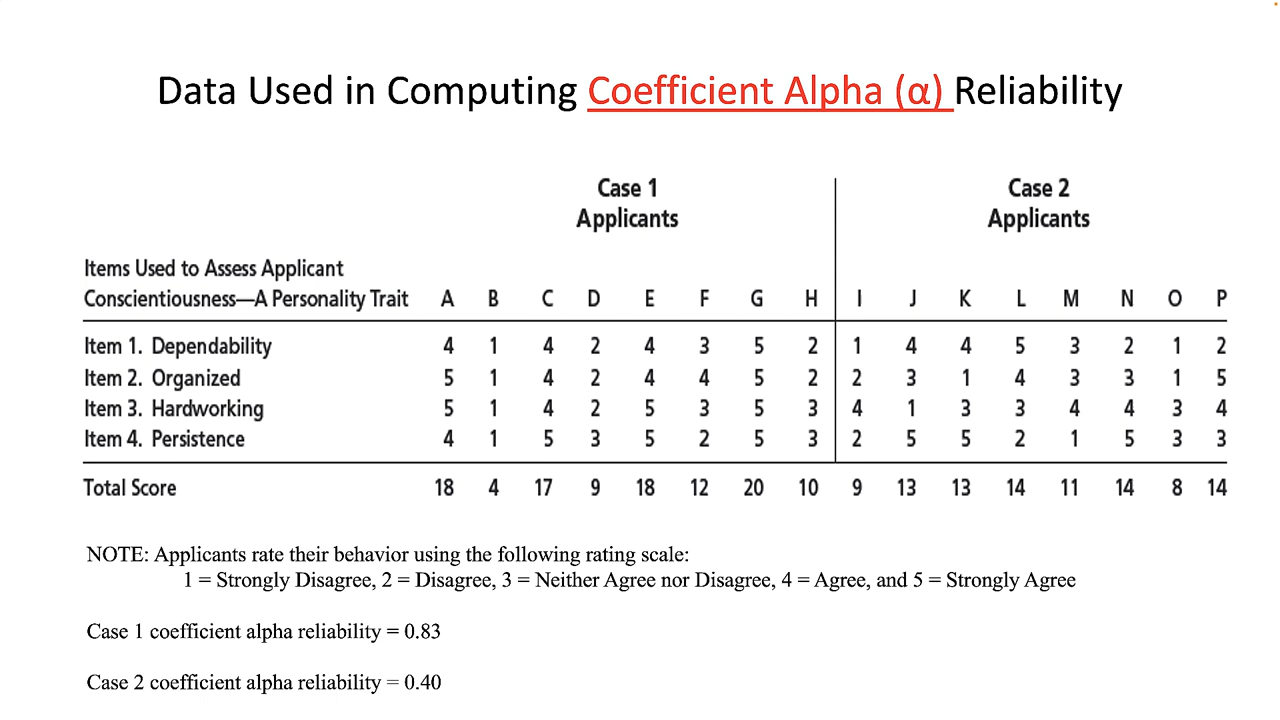 Data Used in Computing Coefficient Alpha (α) Reliability
Case 1 Case 2
Applicants Applicants
Items Used to Assess Applicant
Conscientiousness—A Personality Trait A B C D E F G H I J K L M N O P
Item 1. Dependability 4 1 4 2 4 3 5 2 1 4 4 5 3 2 1 2
Item 2. Organized 5 1 4 2 4 4 5 2 2 3 1 4 3 3 1 5
Item 3. Hardworking 5 1 4 2 5 3 5 3 4 1 3 3 4 4 3 4
Item 4. Persistence 4 1 5 3 5 2 5 3 2 5 5 2 1 5 3 3
Total Score 18 4 17 9 18 12 20 10 9 13 13 14 11 14 8 14
NOTE: Applicants rate their behavior using the following rating scale:
1 = Strongly Disagree, 2 = Disagree, 3 = Neither Agree nor Disagree, 4 = Agree, and 5 = Strongly Agree
Case 1 coefficient alpha reliability = 0.83
Case 2 coefficient alpha reliability = 0.40